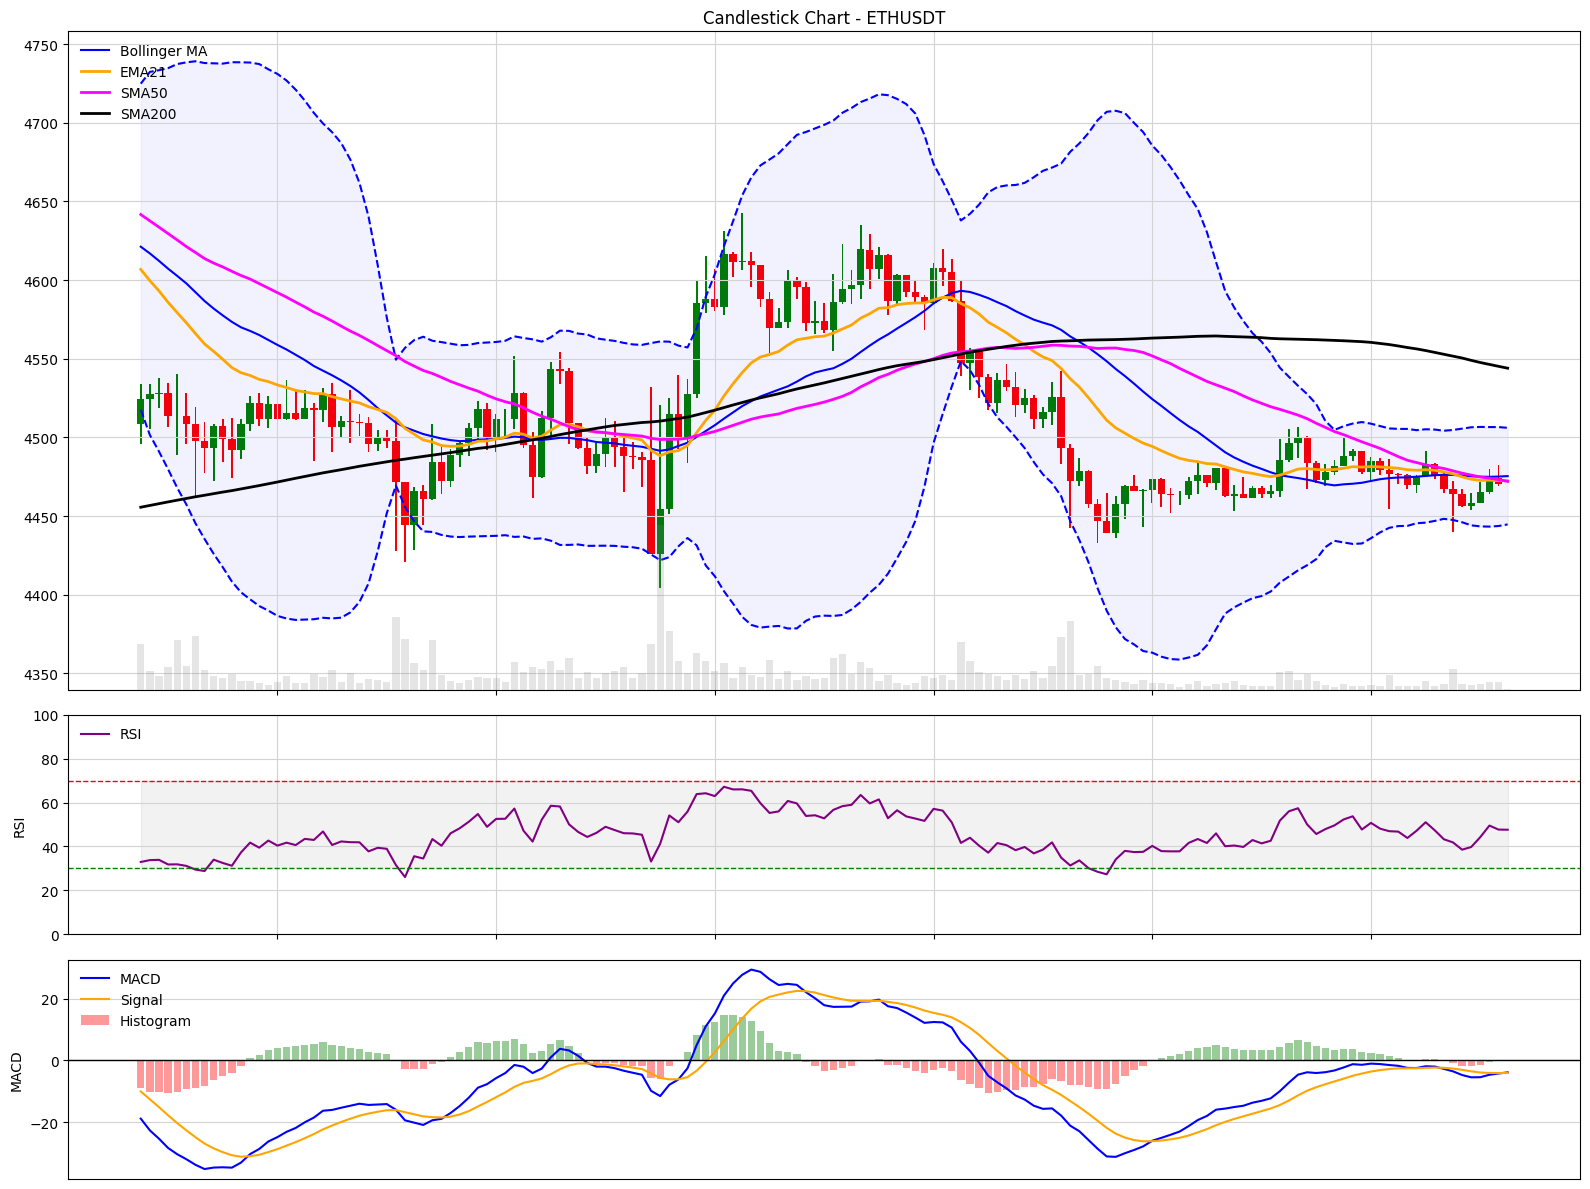 Candlestick Chart - ETHUSDT
4750
4700
4650
4600
4550
4500
4450
4400
4350
Bollinger MA
EMA21
SMA50
SMA200
100
80
60
40
20
0
RSI
RSI
20
0
−20
MACD
MACD
Signal
Histogram